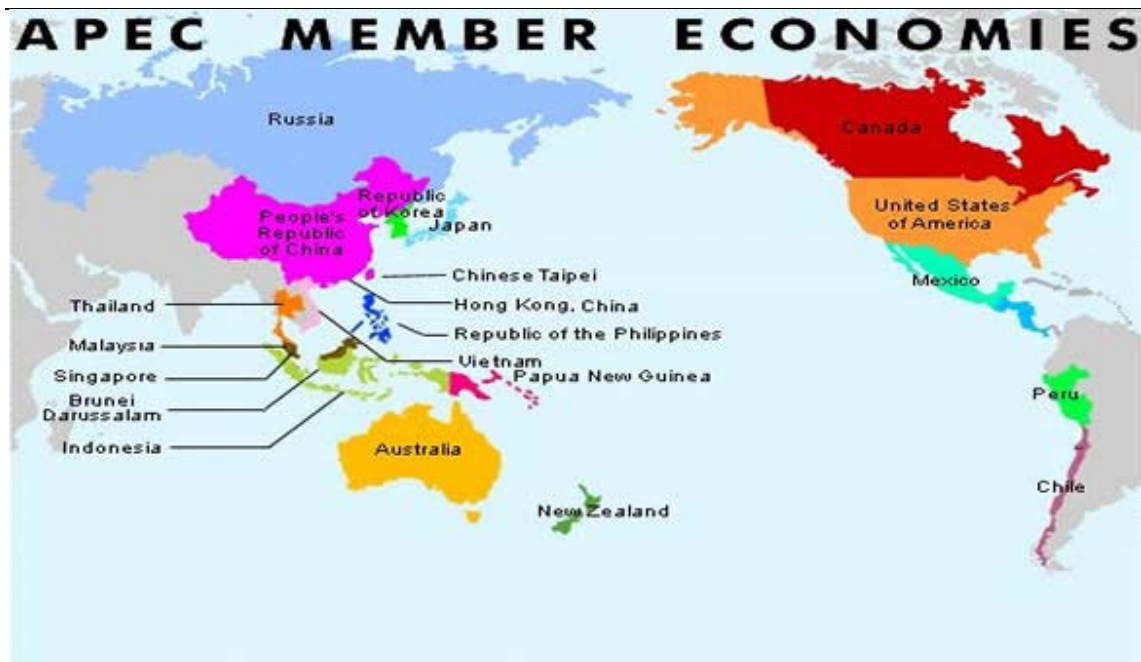 APEC MEMBER ECONOMIES
Russia
Canada
Republic
of Korea
People's
Republic
of China
Japan
United States
of America
Chinese Taipei
Mexico
Thailand
Hong Kong, China
Republic of the Philippines
Malaysia
Vietnam
Singapore
Papua New Guinea
Brunei
Darussalam
Peru
Indonesia
Australia
Chile
New Zealand